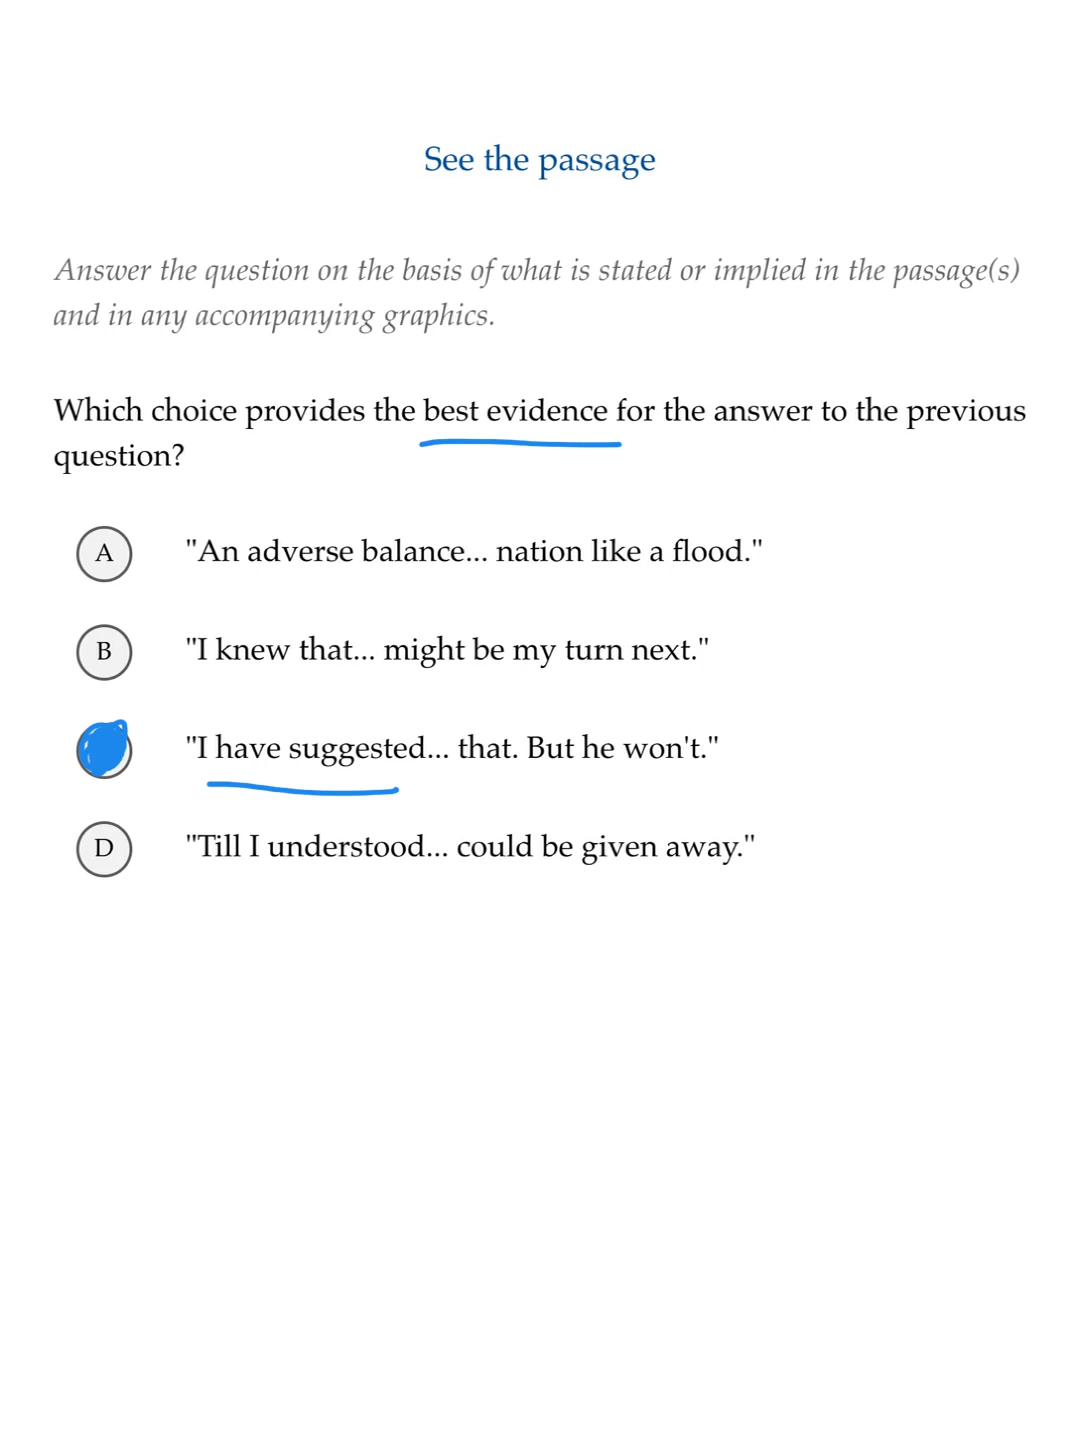 See the passage
Answer the question on the basis of what is stated or implied in the passage(s)
and in any accompanying graphics.
Which choice provides the best evidence for the answer to the previous
question?
A "An adverse balance... nation like a flood."
B "I knew that... might be my turn next."
"I have suggested... that. But he won't."
D "Till I understood... could be given away."